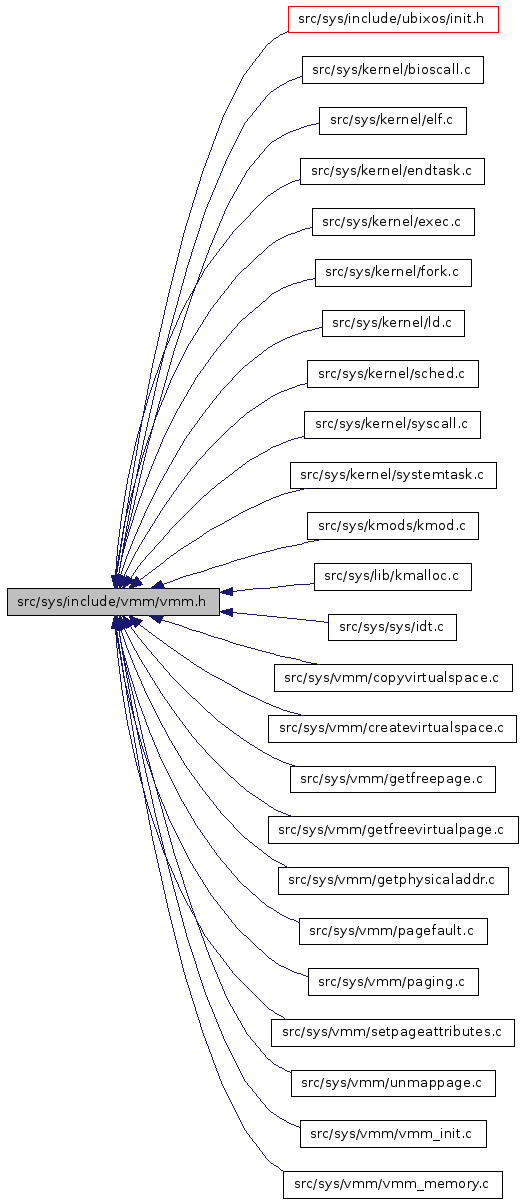 src/sys/include/ubixos/init.h
src/sys/kernel/bioscall.c
src/sys/kernel/elf.c
src/sys/kernel/endtask.c
src/sys/kernel/exec.c
src/sys/kernel/fork.c
src/sys/kernel/ld.c
src/sys/kernel/sched.c
src/sys/kernel/syscall.c
src/sys/kernel/systemtask.c
src/sys/kmods/kmod.c
src/sys/lib/kmalloc.c
src/sys/include/vmm/vmm.h
src/sys/sys/idt.c
src/sys/vmm/copyvirtualspace.c
src/sys/vmm/createvirtualspace.c
src/sys/vmm/getfreepage.c
src/sys/vmm/getfreevirtualpage.c
src/sys/vmm/getphysicaladdr.c
src/sys/vmm/pagefault.c
src/sys/vmm/paging.c
src/sys/vmm/setpageattributes.c
src/sys/vmm/unmappage.c
src/sys/vmm/vmm_init.c
src/sys/vmm/vmm_memory.c